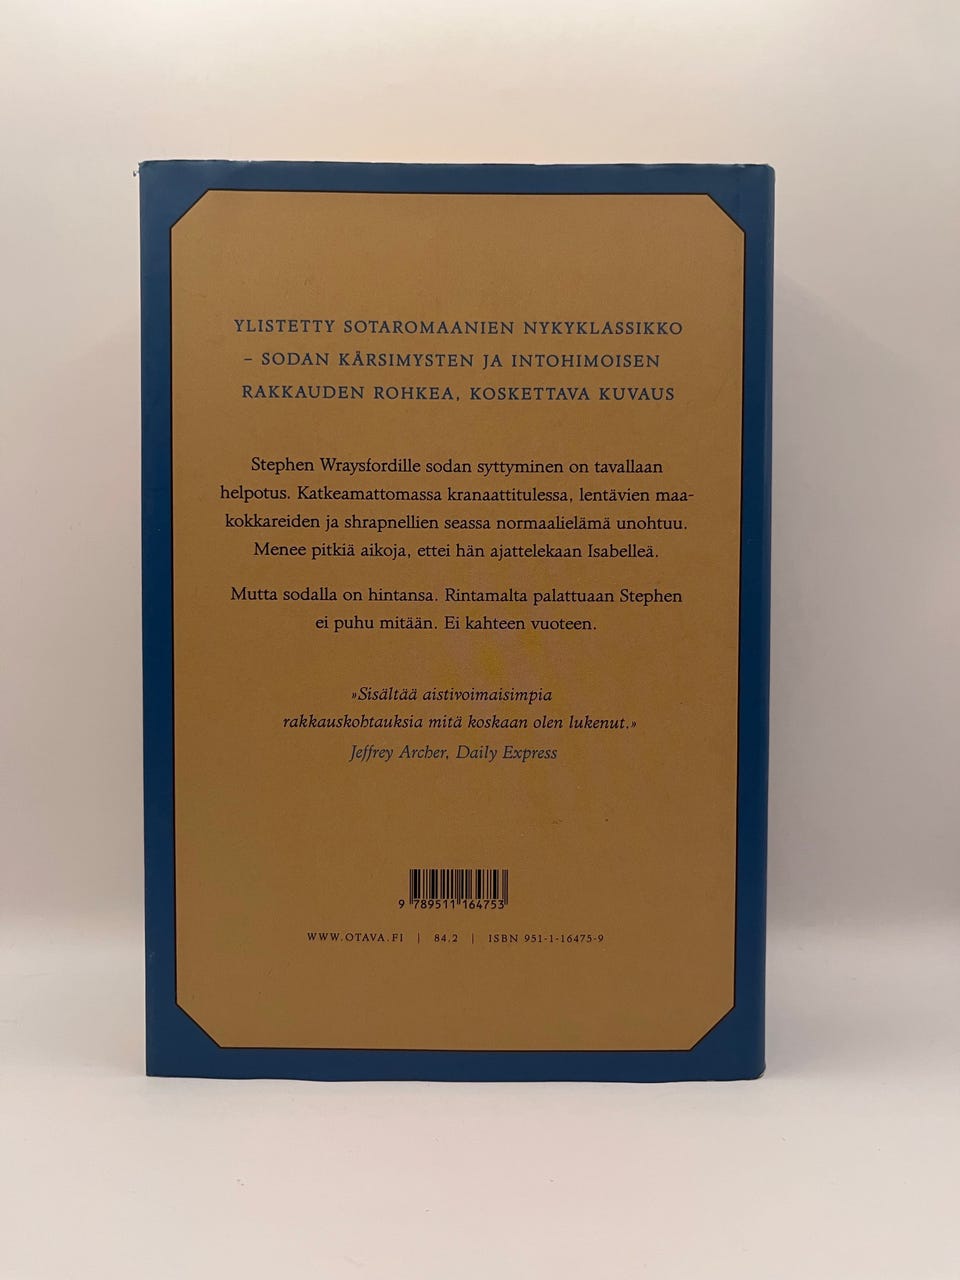 YLISTETTY SOTAROMAANIEN NYKYKLASSIKKO
– SODAN KÄRSIMYSTEN JA INTOHIMOISEN
RAKKAUDEN ROHKEA, KOSKETTAVA KUVAUS
Stephen Wraysfordille sodan syttyminen on tavallaan
helpotus. Katkeamattomassa kranaattitulessa, lentävien maa-
kokkareiden ja shrapnellien seassa normaalielämä unohtuu.
Menee pitkiä aikoja, ettei hän ajattelekaan Isabelleä.
Mutta sodalla on hintansa. Rintamalta palattuaan Stephen
ei puhu mitään. Ei kahteen vuoteen.
»Sisältää aistivoimaisimpia
rakkauskohtauksia mitä koskaan olen lukenut.»
Jeffrey Archer, Daily Express
9 789511 164753
WWW.OTAVA.FI | 84.2 | ISBN 951-1-16475-9